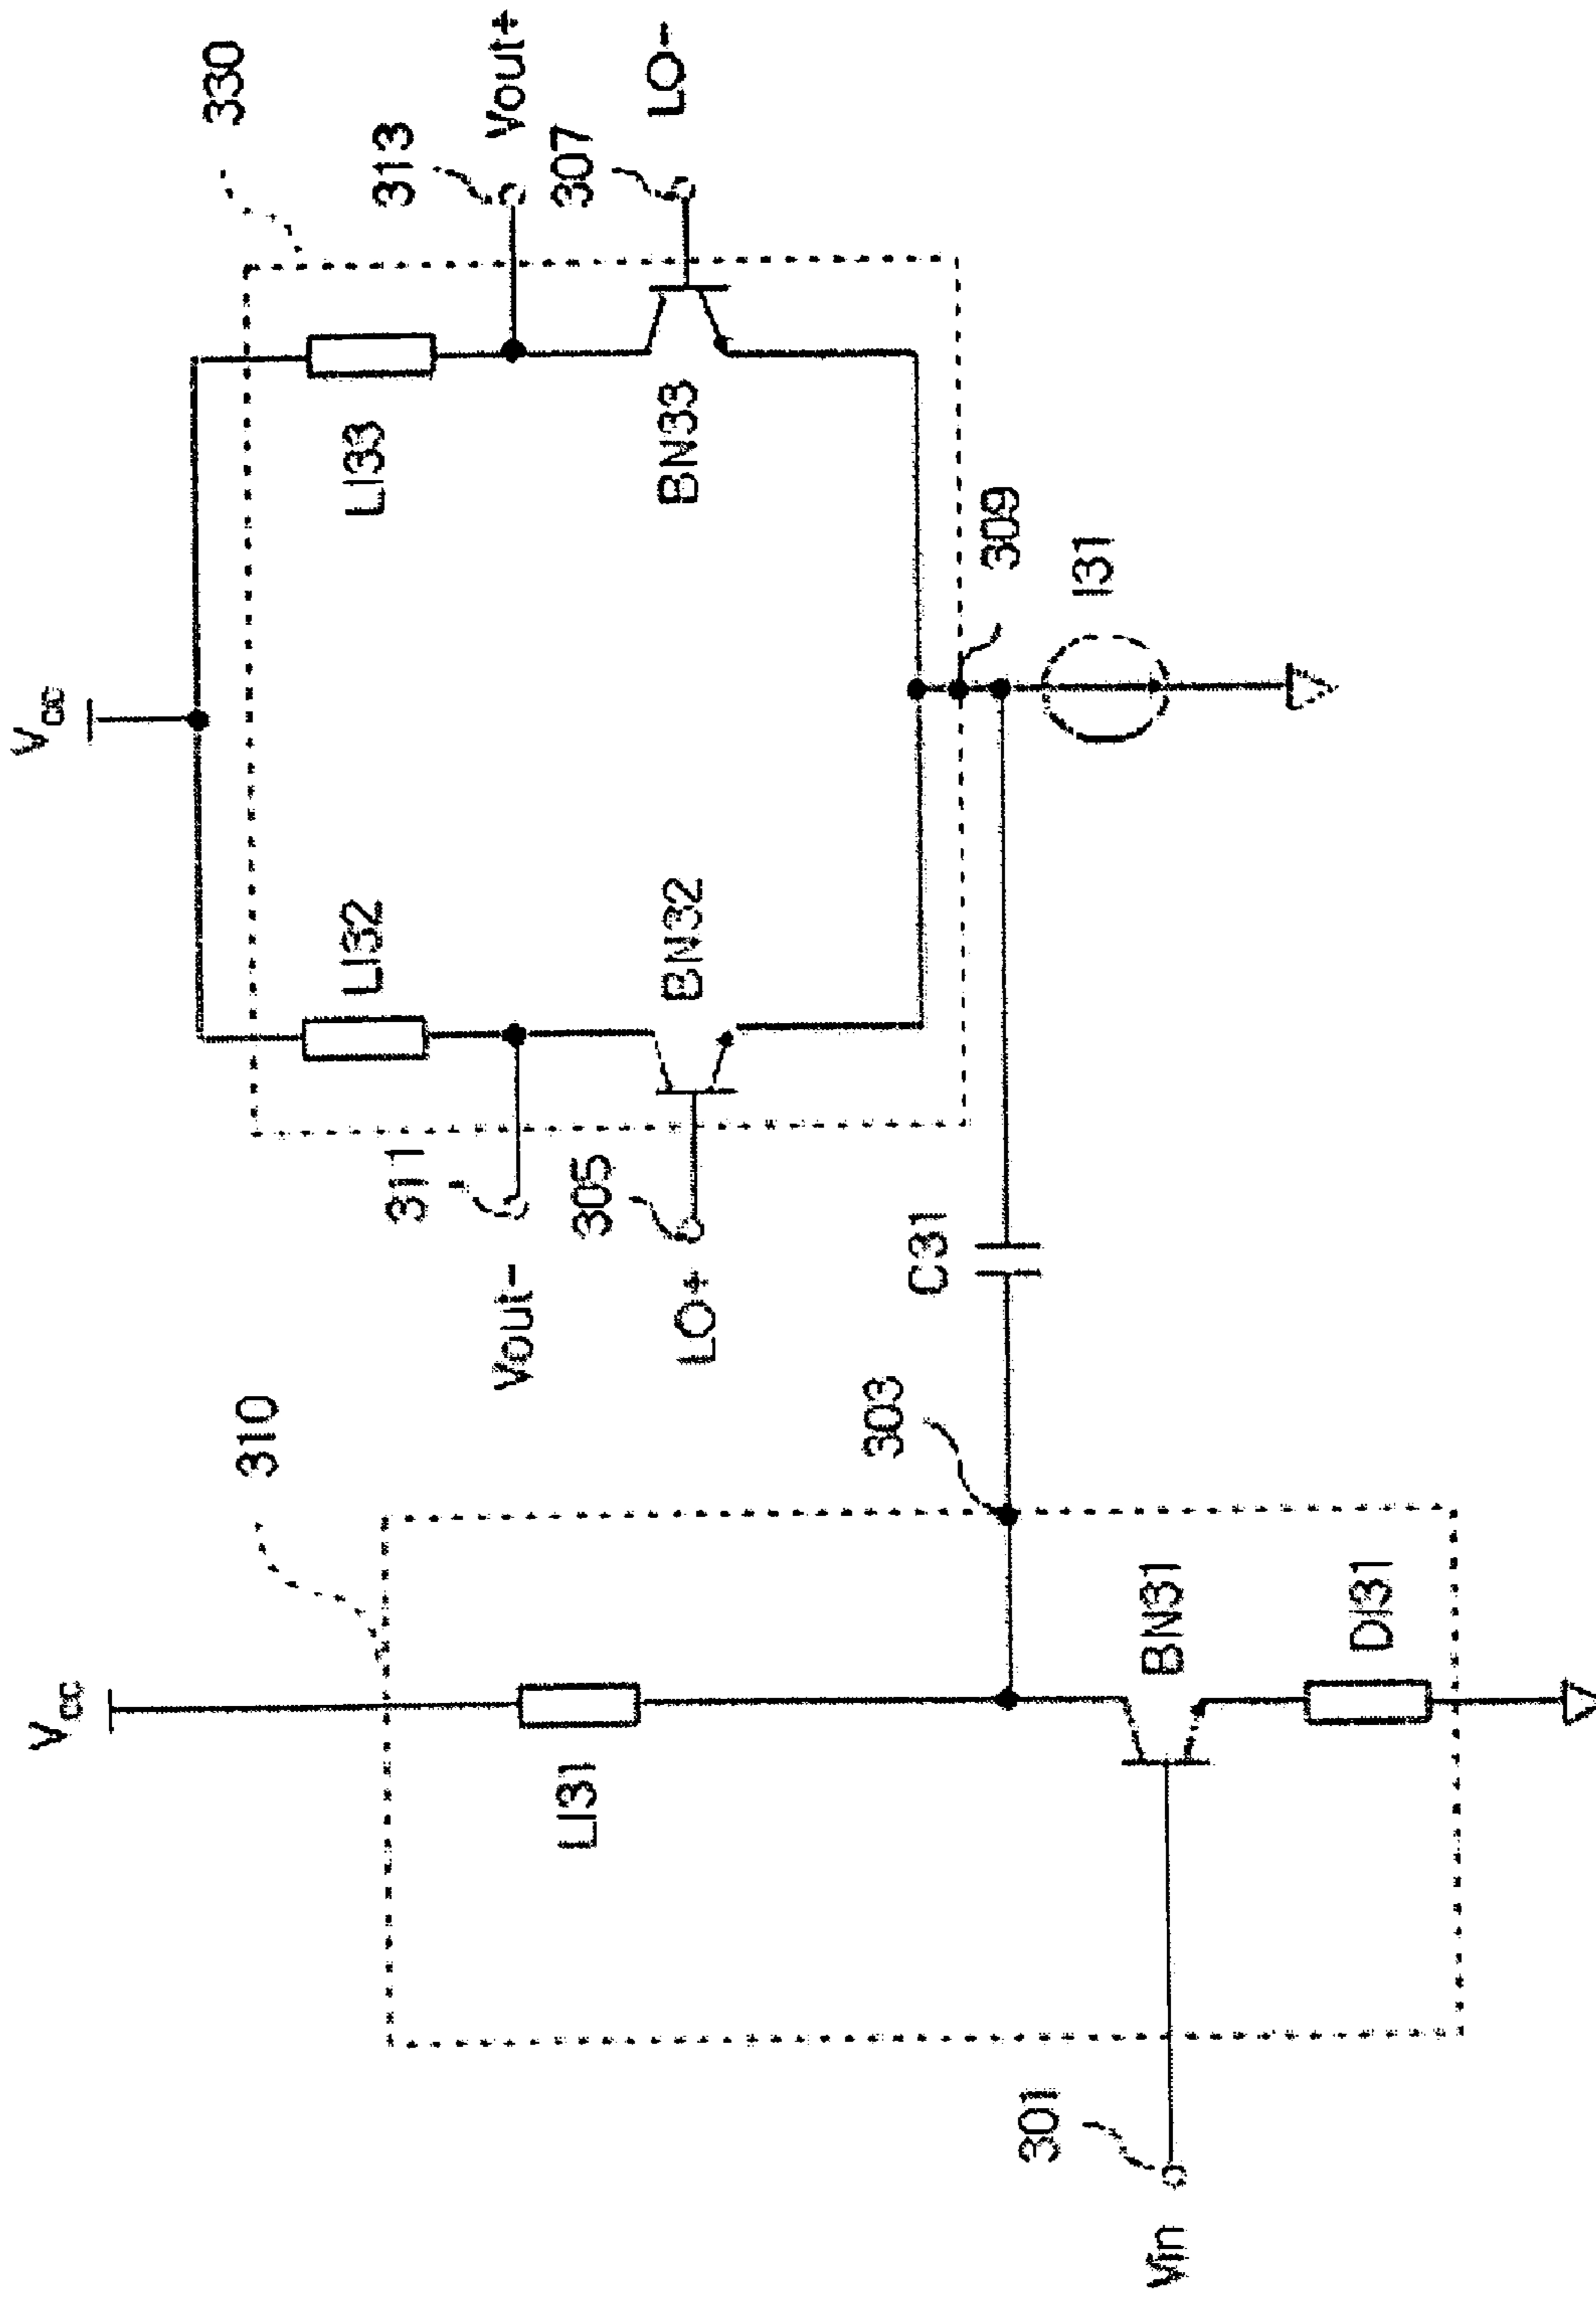 Vcc
330
LI32
LI33
313
Vout+
311
Vout-
BN32
BN33
307
LO-
305
LO+
Vcc
310
LI31
C31
303
309
I31
301
Vin
BN31
DI31